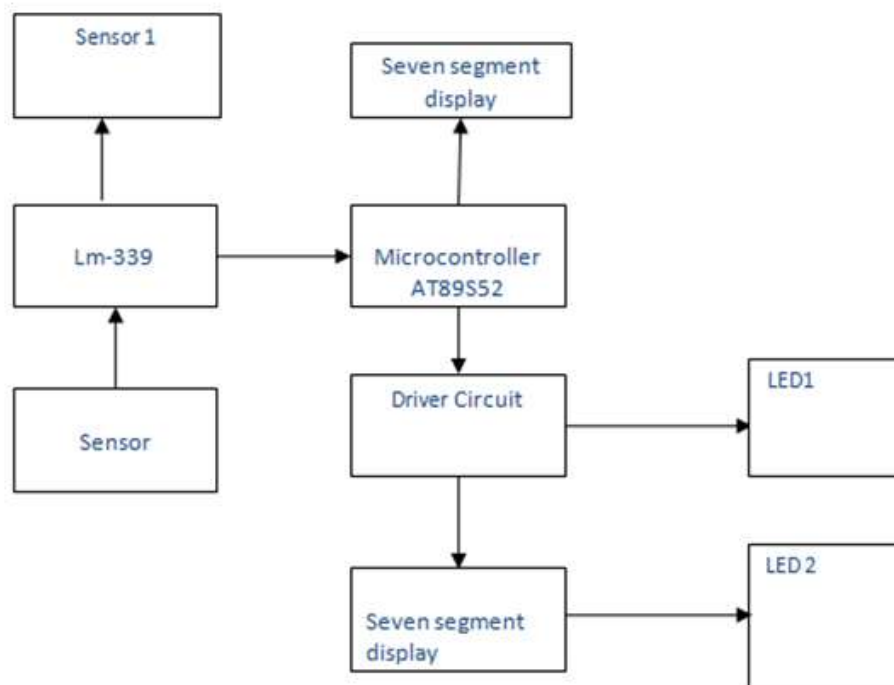 Sensor 1
Seven segment
display
Lm-339
Microcontroller
AT89S52
Sensor
Driver Circuit
LED1
LED 2
Seven segment
display